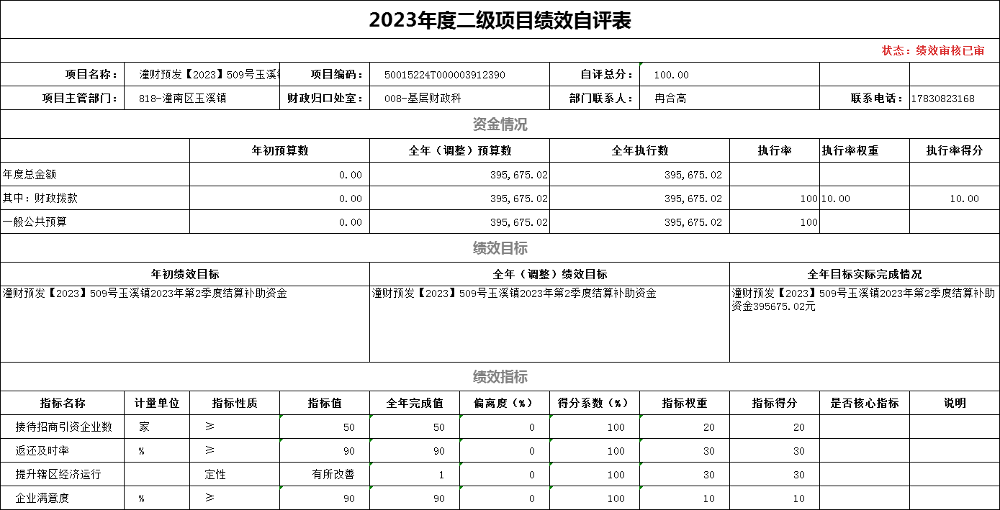 2023年度二级项目绩效自评表
状态：绩效审核已审
项目名称： 潼财预发【2023】509号玉溪 项目编码： 50015224T000003912390 自评总分： 100.00
项目主管部门： 818-潼南区玉溪镇 财政归口处室： 008-基层财政科 部门联系人： 冉合高 联系电话： 17830823168
资金情况
年初预算数 全年（调整）预算数 全年执行数 执行率 执行率权重 执行率得分
年度总金额 0.00 395,675.02 395,675.02
其中：财政拨款 0.00 395,675.02 395,675.02 100 10.00 10.00
一般公共预算 0.00 395,675.02 395,675.02 100
绩效目标
年初绩效目标 全年（调整）绩效目标 全年目标实际完成情况
潼财预发【2023】509号玉溪镇2023年第2季度结算补助资金 潼财预发【2023】509号玉溪镇2023年第2季度结算补助资金 潼财预发【2023】509号玉溪镇2023年第2季度结算补助
资金395675.02元
绩效指标
指标名称 计量单位 指标性质 指标值 全年完成值 偏离度（%） 得分系数（%） 指标权重 指标得分 是否核心指标 说明
接待招商引资企业数 家 ≥ 50 50 0 100 20 20
返还及时率 % ≥ 90 90 0 100 30 30
提升辖区经济运行 定性 有所改善 1 0 100 30 30
企业满意度 % ≥ 90 90 0 100 10 10